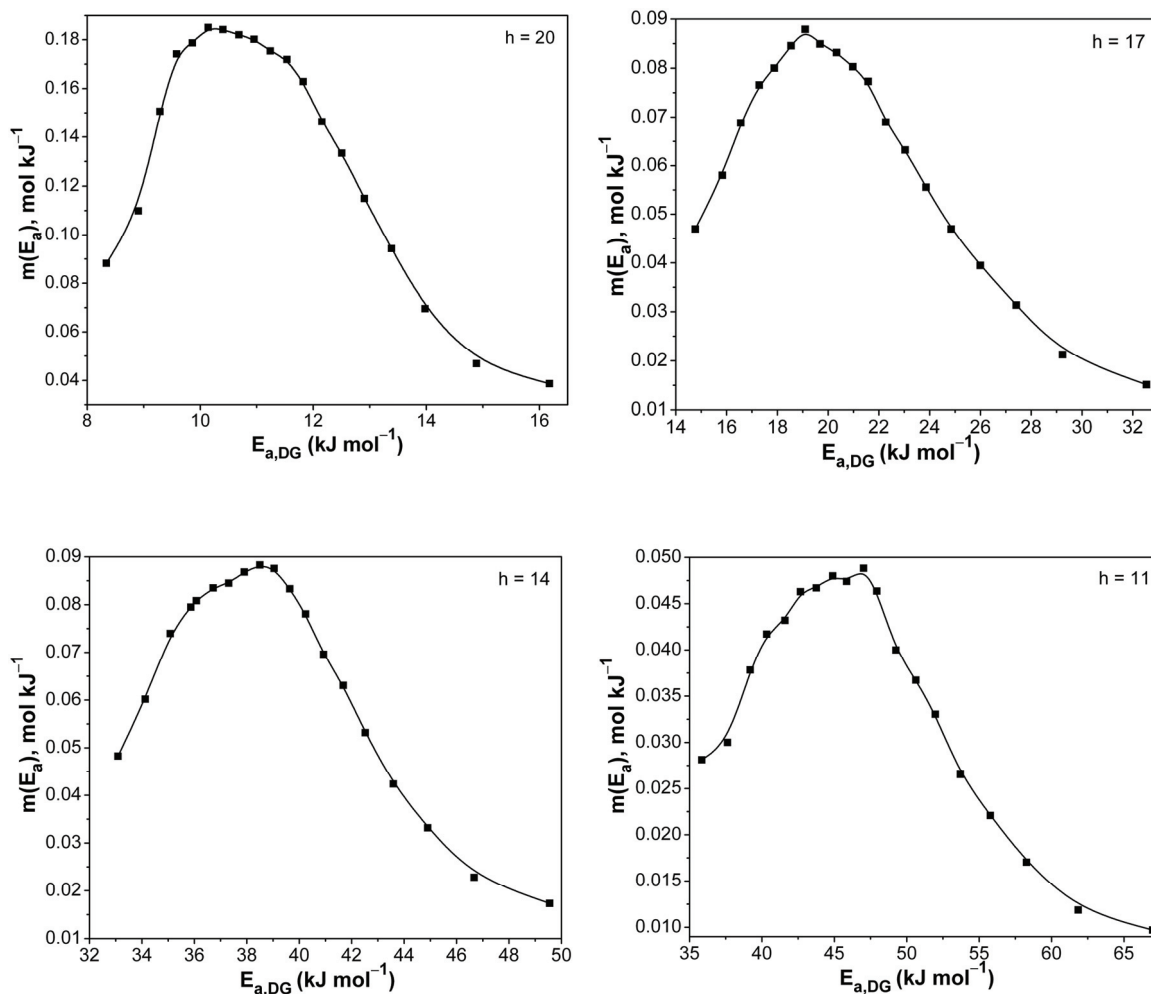 h = 20
0.18
0.16
0.14
0.12
0.10
0.08
0.06
0.04
m(Eₐ), mol kJ⁻¹
8 10 12 14 16
E_a,DG (kJ mol⁻¹)
h = 17
0.09
0.08
0.07
0.06
0.05
0.04
0.03
0.02
0.01
m(Eₐ), mol kJ⁻¹
14 16 18 20 22 24 26 28 30 32
E_a,DG (kJ mol⁻¹)
h = 14
0.09
0.08
0.07
0.06
0.05
0.04
0.03
0.02
0.01
m(Eₐ), mol kJ⁻¹
32 34 36 38 40 42 44 46 48 50
E_a,DG (kJ mol⁻¹)
h = 11
0.050
0.045
0.040
0.035
0.030
0.025
0.020
0.015
0.010
m(Eₐ), mol kJ⁻¹
35 40 45 50 55 60 65
E_a,DG (kJ mol⁻¹)